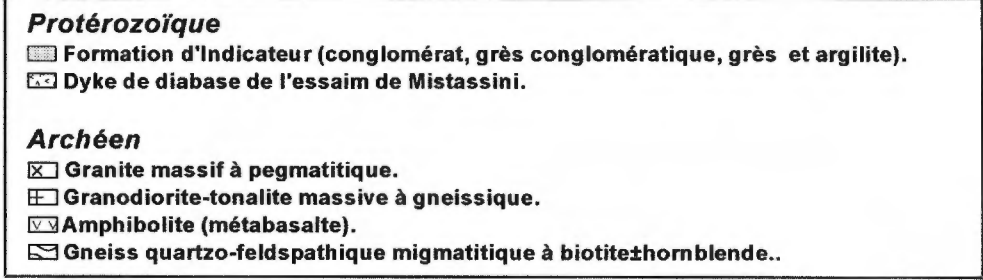 Protérozoïque
Formation d'Indicateur (conglomérat, grès conglomératique, grès et argilite).
Dyke de diabase de l'essaim de Mistassini.
Archéen
Granite massif à pegmatitique.
Granodiorite-tonalite massive à gneissique.
Amphibolite (métabasalte).
Gneiss quartzo-feldspathique migmatitique à biotite±hornblende..